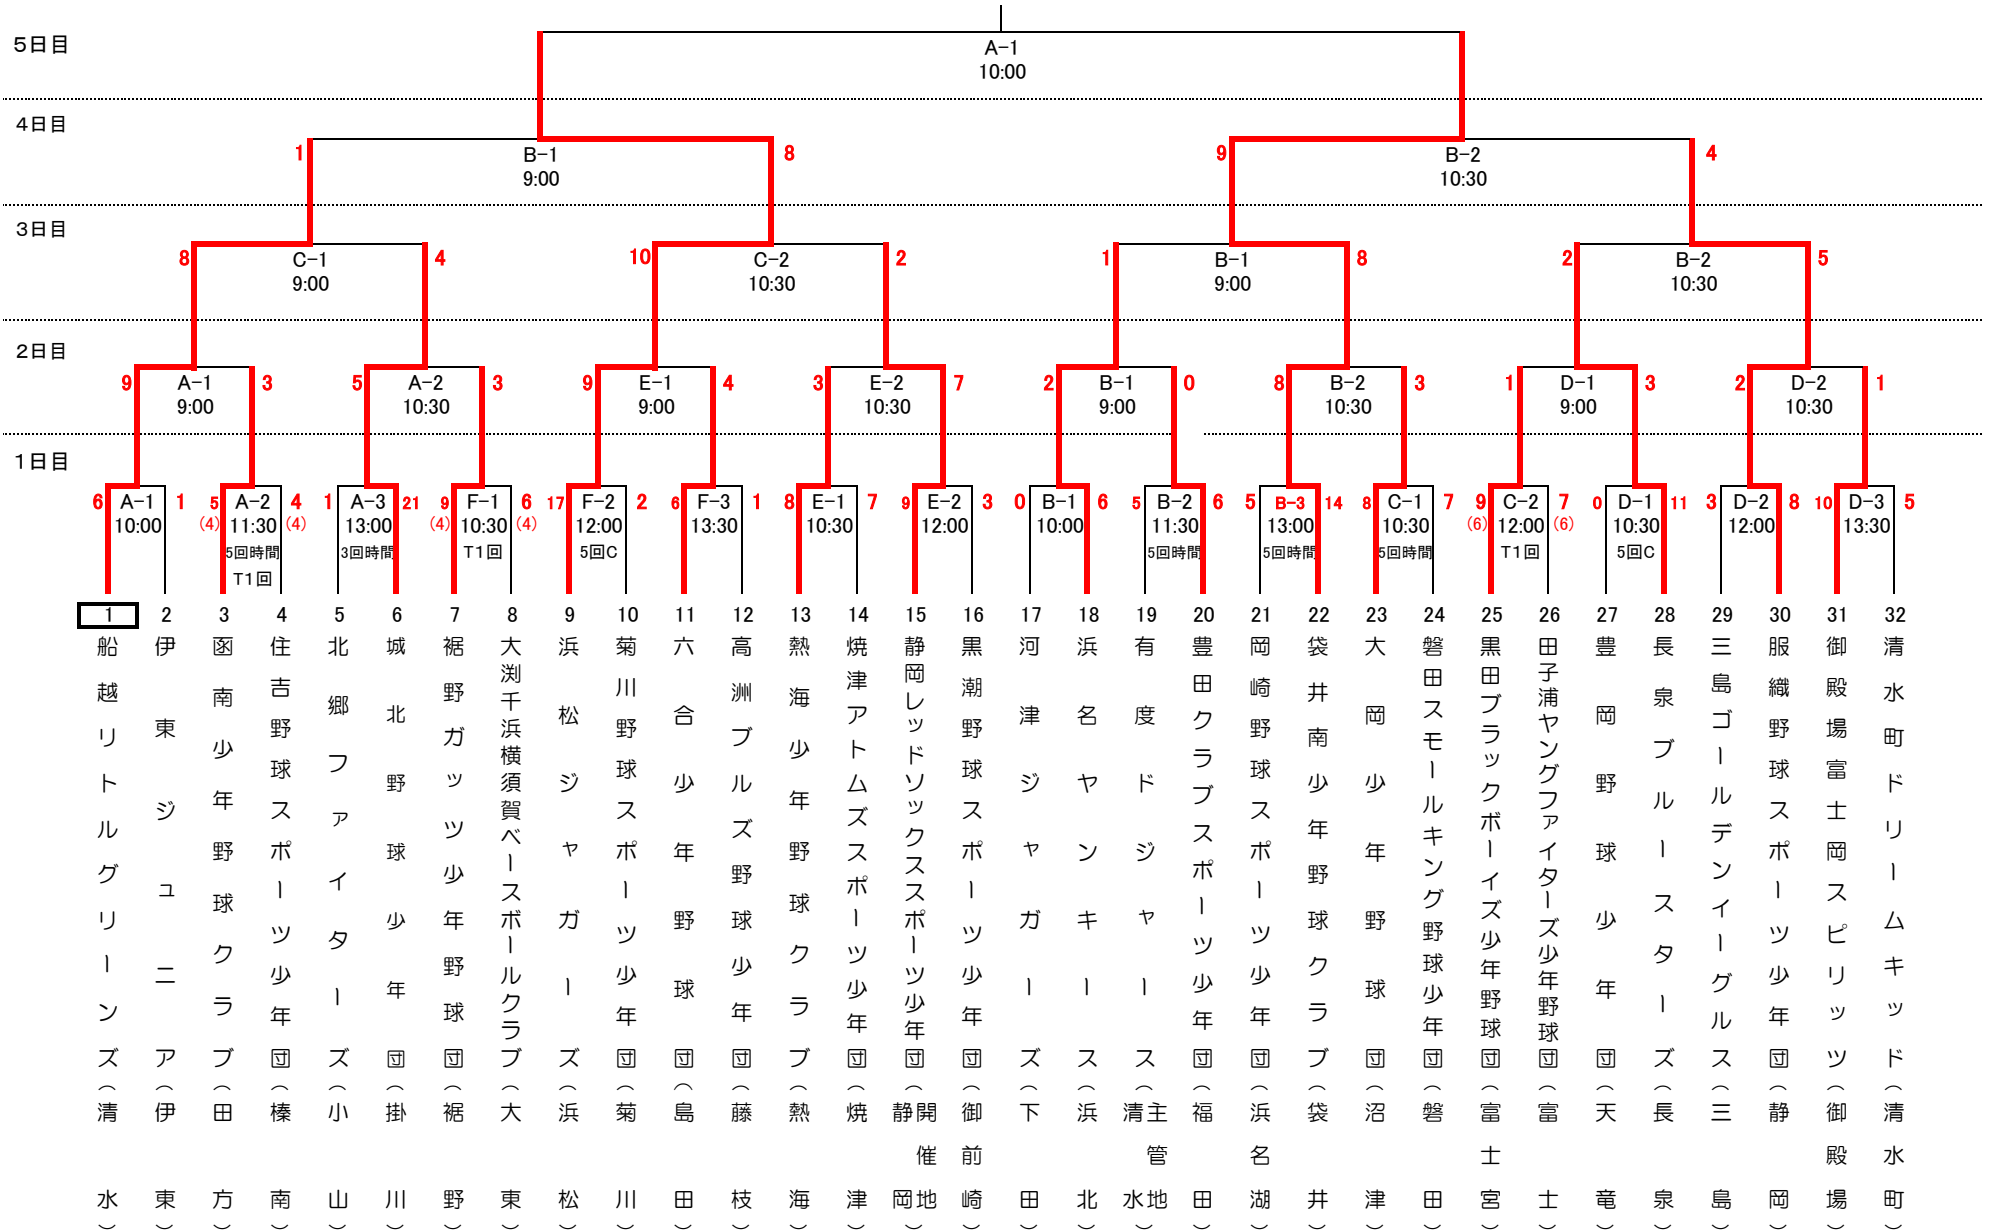 5日目
A-1
10:00
4日目
1 B-1 8 9 B-2 4
9:00 10:30
3日目
8 C-1 4 10 C-2 2 1 B-1 8 2 B-2 5
9:00 10:30 9:00 10:30
2日目
9 A-1 3 5 A-2 3 9 E-1 4 3 E-2 7 2 B-1 0 8 B-2 3 1 D-1 3 2 D-2 1
9:00 10:30 9:00 10:30 9:00 10:30 9:00 10:30
1日目
6 A-1 1 5 A-2 4 1 A-3 21 9 F-1 6 17 F-2 2 6 F-3 1 8 E-1 7 9 E-2 3 0 B-1 6 5 B-2 6 5 B-3 14 8 C-1 7 9 C-2 7 0 D-1 11 3 D-2 8 10 D-3 5
10:00 (4) 11:30 (4) 13:00 (4) 10:30 (4) 12:00 13:30 10:30 12:00 10:00 11:30 13:00 10:30 (6) 12:00 (6) 10:30 12:00 13:30
5回時間 3回時間 T1回 5回C 5回時間 5回時間 5回時間 T1回 5回C
T1回
1 2 3 4 5 6 7 8 9 10 11 12 13 14 15 16 17 18 19 20 21 22 23 24 25 26 27 28 29 30 31 32
船越リトルグリーンズ(清水)
伊東ジュニア(伊東)
函南少年野球クラブ(田方)
住吉野球スポーツ少年団(榛南)
北郷ファイターズ(小山)
城北野球少年団(掛川)
裾野ガッツ少年野球団(裾野)
大渕千浜横須賀ベースボールクラブ(大東)
浜松ジャガーズ(浜松)
菊川野球スポーツ少年団(菊川)
六合少年野球団(島田)
高洲ブルズ野球少年団(藤枝)
熱海少年野球クラブ(熱海)
焼津アトムズスポーツ少年団(焼津)
静岡レッドソックススポーツ少年団(静岡
開催地
黒潮野球スポーツ少年団(御前崎)
河津ジャガーズ(下田)
浜名ヤンキース(浜北)
有度ドジャース(清水
主管地
豊田クラブスポーツ少年団(福田)
岡崎野球スポーツ少年団(浜名湖)
袋井南少年野球クラブ(袋井)
大岡少年野球団(沼津)
磐田スモールキング野球少年団(磐田)
黒田ブラックボーイズ少年野球団(富士宮)
田子浦ヤングファイターズ少年野球団(富士)
豊岡野球少年団(天竜)
長泉ブルースターズ(長泉)
三島ゴールデンイーグルス(三島)
服織野球スポーツ少年団(静岡)
御殿場富士岡スピリッツ(御殿場)
清水町ドリームキッド(清水町)